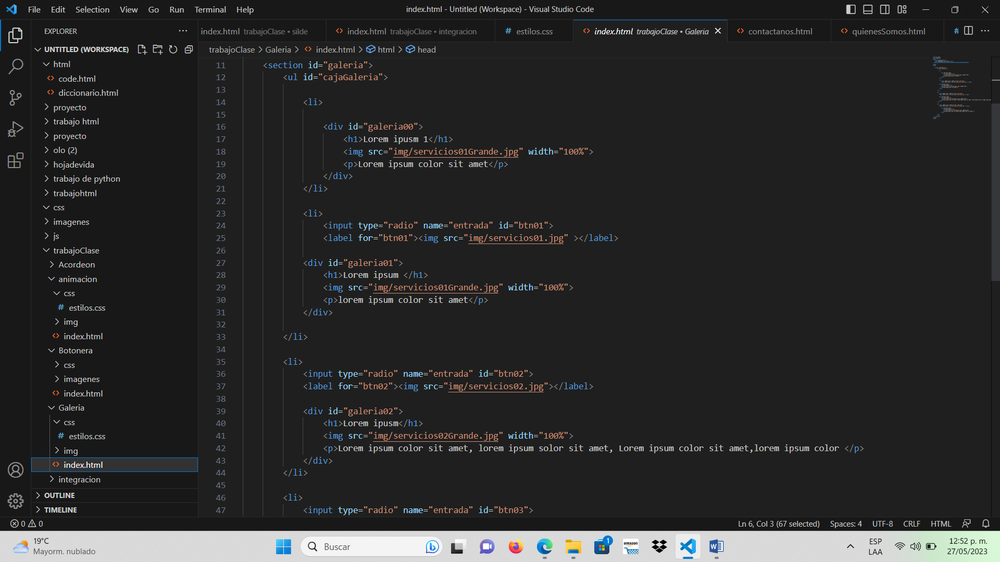 File Edit Selection View Go Run Terminal Help
index.html - Untitled (Workspace) - Visual Studio Code
EXPLORER
index.html trabajoClase • silde
index.html trabajoClase • integracion
# estilos.css
index.html trabajoClase • Galeria
contactanos.html
quienesSomos.html
#
UNTITLED (WORKSPACE)
trabajoClase > Galeria > index.html > html > head
html
code.html
diccionario.html
proyecto
trabajo html
proyecto
olo (2)
hojadevida
trabajo de python
trabajohtml
css
imagenes
js
trabajoClase
Acordeon
animacion
css
# estilos.css
img
index.html
Botonera
css
imagenes
index.html
Galeria
css
# estilos.css
img
index.html
integracion
OUTLINE
TIMELINE
11 <section id="galeria">
12 <ul id="cajaGaleria">
13
14 <li>
15
16 <div id="galeria00">
17 <h1>Lorem ipusm 1</h1>
18 <img src="img/servicios01Grande.jpg" width="100%">
19 <p>Lorem ipsum color sit amet</p>
20 </div>
21 </li>
22
23 <li>
24 <input type="radio" name="entrada" id="btn01">
25 <label for="btn01"><img src="img/servicios01.jpg" ></label>
26
27 <div id="galeria01">
28 <h1>Lorem ipsum </h1>
29 <img src="img/servicios01Grande.jpg" width="100%">
30 <p>lorem ipsum color sit amet</p>
31 </div>
32
33 </li>
34
35 <li>
36 <input type="radio" name="entrada" id="btn02">
37 <label for="btn02"><img src="img/servicios02.jpg"></label>
38
39 <div id="galeria02">
40 <h1>Lorem ipusm</h1>
41 <img src="img/servicios02Grande.jpg" width="100%">
42 <p>Lorem ipsum color sit amet, lorem ipsum solor sit amet, Lorem ipsum color sit amet,lorem ipsum color </p>
43 </div>
44 </li>
45
46 <li>
47 <input type="radio" name="entrada" id="btn03">
0 0
Ln 6, Col 3 (67 selected) Spaces: 4 UTF-8 CRLF HTML
19°C
Mayorm. nublado
Buscar
amazon
1
ESP
LAA
12:52 p. m.
27/05/2023